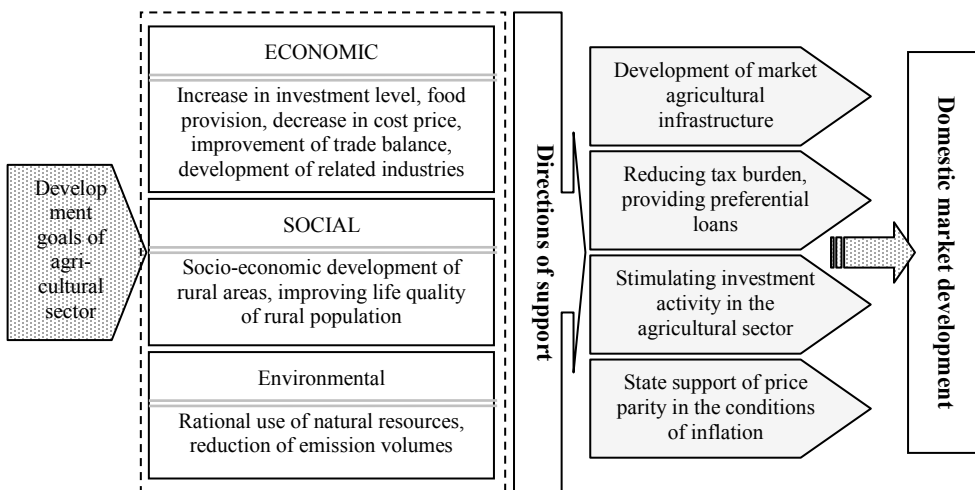 Develop
ment
goals of
agri-
cultural
sector
ECONOMIC
Increase in investment level, food
provision, decrease in cost price,
improvement of trade balance,
development of related industries
SOCIAL
Socio-economic development of
rural areas, improving life quality
of rural population
Environmental
Rational use of natural resources,
reduction of emission volumes
Directions of support
Development of market
agricultural
infrastructure
Reducing tax burden,
providing preferential
loans
Stimulating investment
activity in the
agricultural sector
State support of price
parity in the conditions
of inflation
Domestic market development